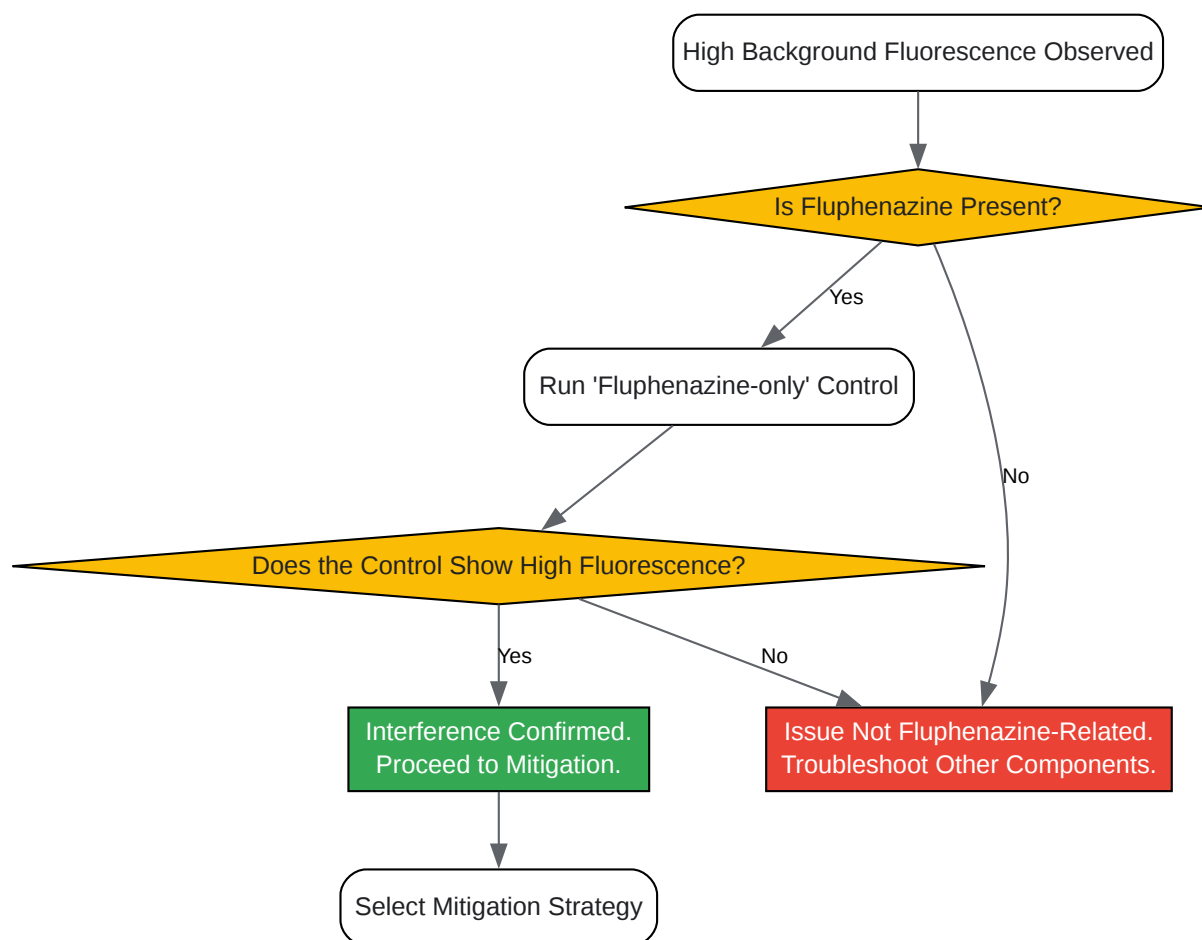 High Background Fluorescence Observed
Is Fluphenazine Present?
Yes
Run 'Fluphenazine-only' Control
No
Does the Control Show High Fluorescence?
Yes
No
Interference Confirmed.
Proceed to Mitigation.
Issue Not Fluphenazine-Related.
Troubleshoot Other Components.
Select Mitigation Strategy